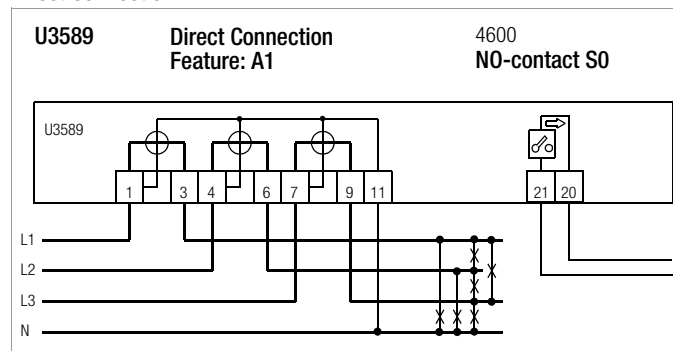 U3589 Direct Connection 4600
Feature: A1 NO-contact S0
U3589
1 3 4 6 7 9 11 21 20
L1
L2
L3
N